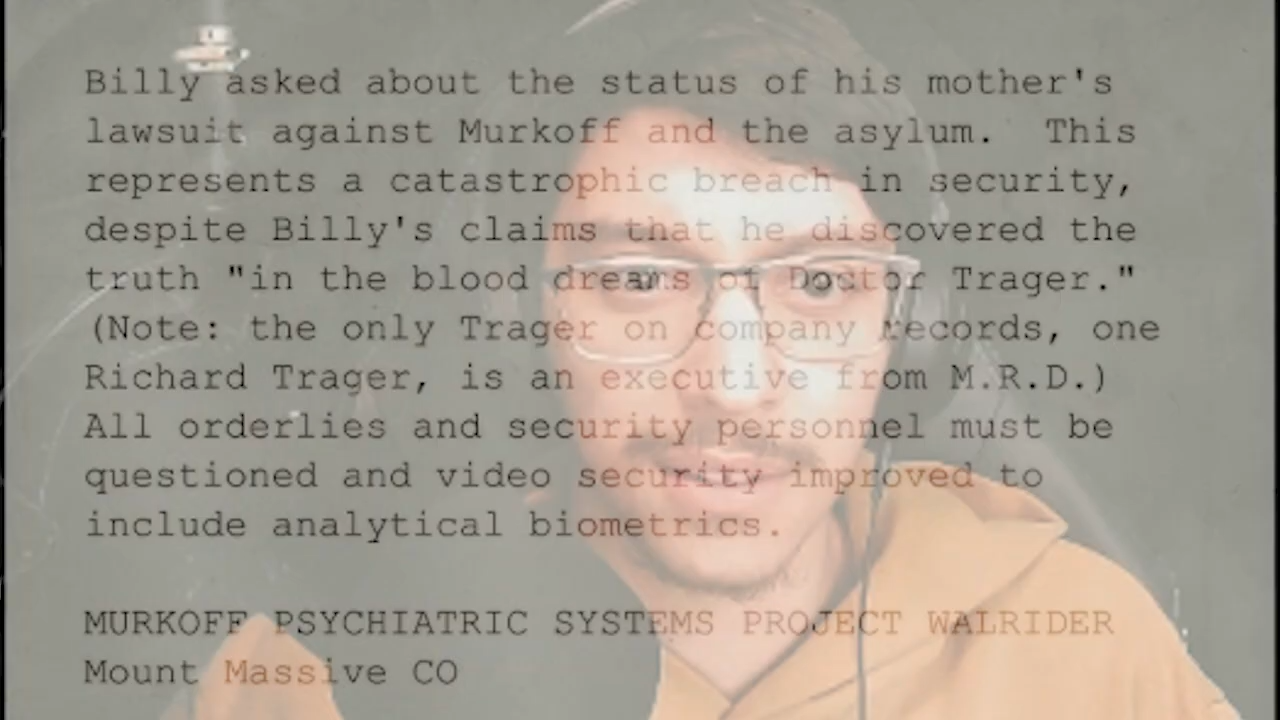 Billy asked about the status of his mother's
lawsuit against Murkoff and the asylum.  This
represents a catastrophic breach in security,
despite Billy's claims that he discovered the
truth "in the blood dreams of Doctor Trager."
(Note: the only Trager on company records, one
Richard Trager, is an executive from M.R.D.)
All orderlies and security personnel must be
questioned and video security improved to
include analytical biometrics.
MURKOFF PSYCHIATRIC SYSTEMS PROJECT WALRIDER
Mount Massive CO